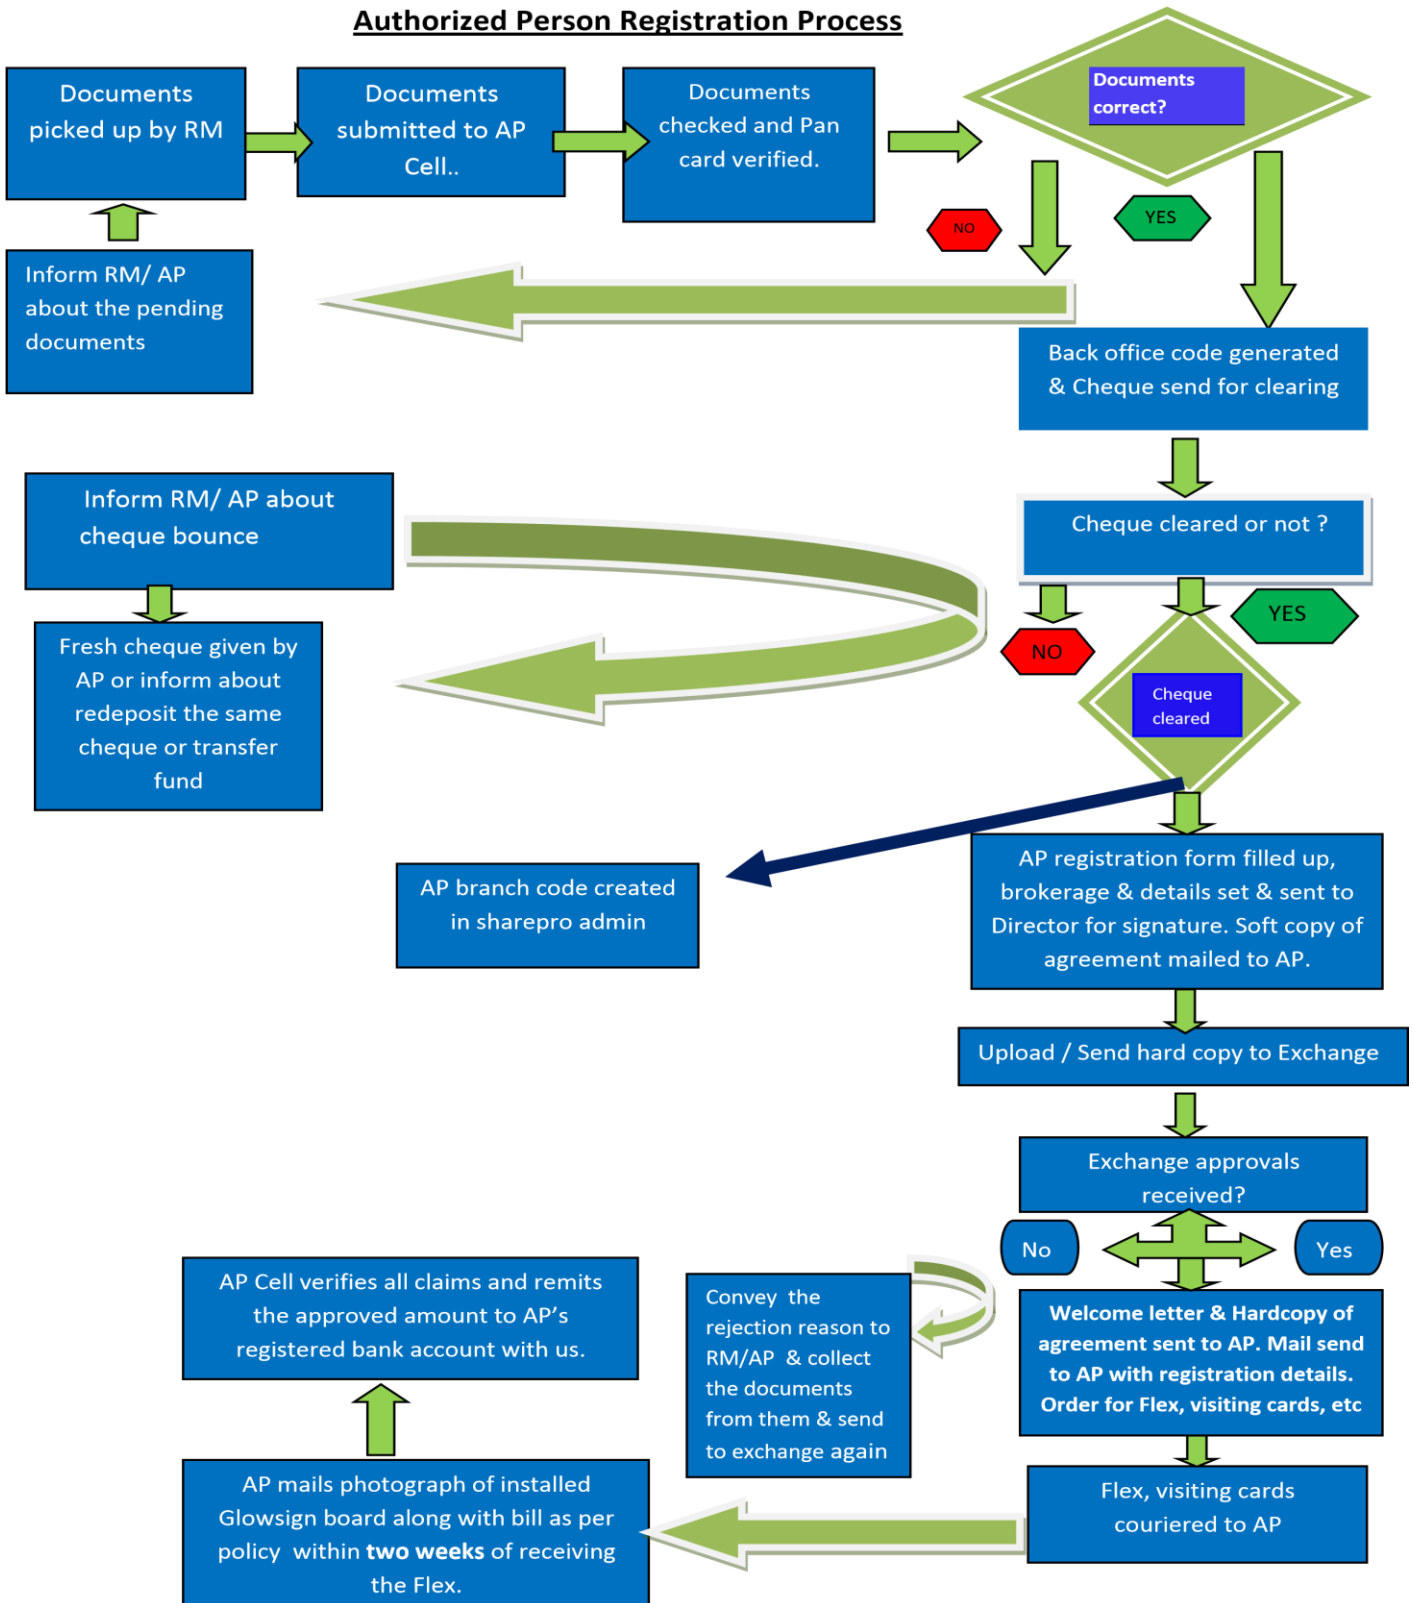 Authorized Person Registration Process
Documents
picked up by RM
Documents
submitted to AP
Cell..
Documents
checked and Pan
card verified.
Documents
correct?
NO
YES
Inform RM/ AP
about the pending
documents
Back office code generated
& Cheque send for clearing
Inform RM/ AP about
cheque bounce
Cheque cleared or not ?
NO
YES
Fresh cheque given by
AP or inform about
redeposit the same
cheque or transfer
fund
Cheque
cleared
AP branch code created
in sharepro admin
AP registration form filled up,
brokerage & details set & sent to
Director for signature. Soft copy of
agreement mailed to AP.
Upload / Send hard copy to Exchange
Exchange approvals
received?
No
Yes
AP Cell verifies all claims and remits
the approved amount to AP’s
registered bank account with us.
Convey the
rejection reason to
RM/AP & collect
the documents
from them & send
to exchange again
Welcome letter & Hardcopy of
agreement sent to AP. Mail send
to AP with registration details.
Order for Flex, visiting cards, etc
AP mails photograph of installed
Glowsign board along with bill as per
policy within two weeks of receiving
the Flex.
Flex, visiting cards
couriered to AP